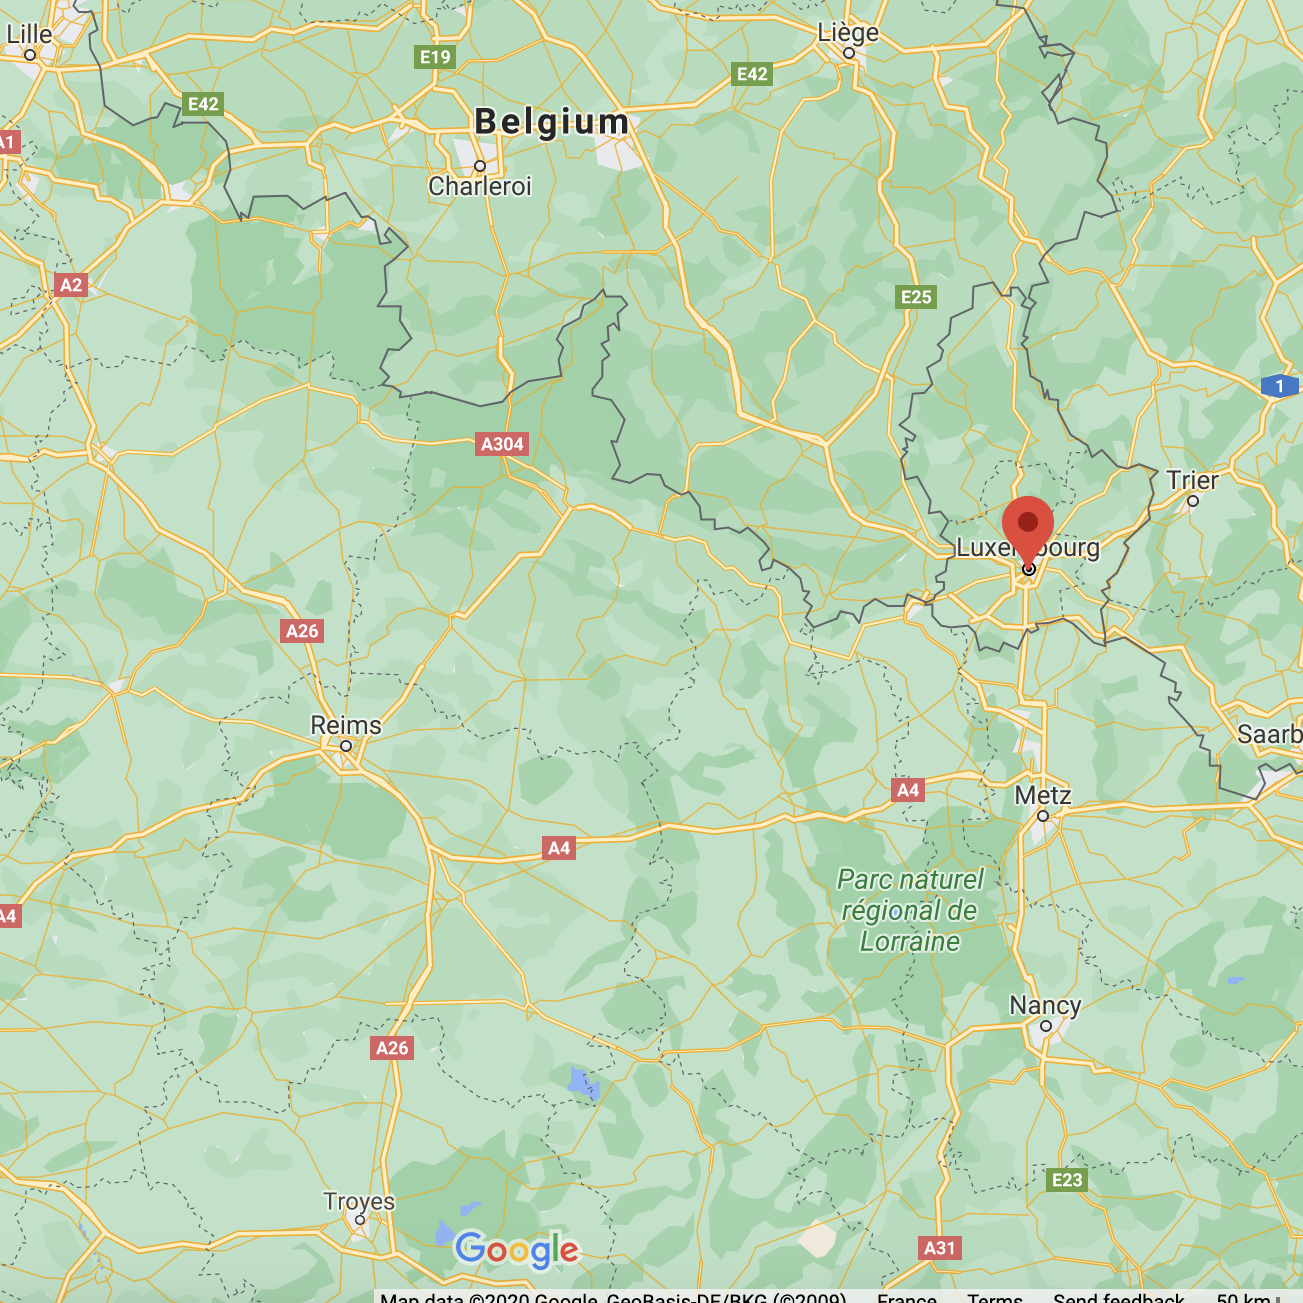 Lille
Liège
E19
E42
E42
Belgium
A1
Charleroi
A2
E25
1
A304
Trier
Luxembourg
A26
Reims
Saarb
A4
Metz
A4
Parc naturel
régional de
Lorraine
A4
Nancy
A26
E23
Troyes
Google
A31
Map data ©2020 Google, GeoBasis-DE/BKG (©2009) France Terms Send feedback 50 km